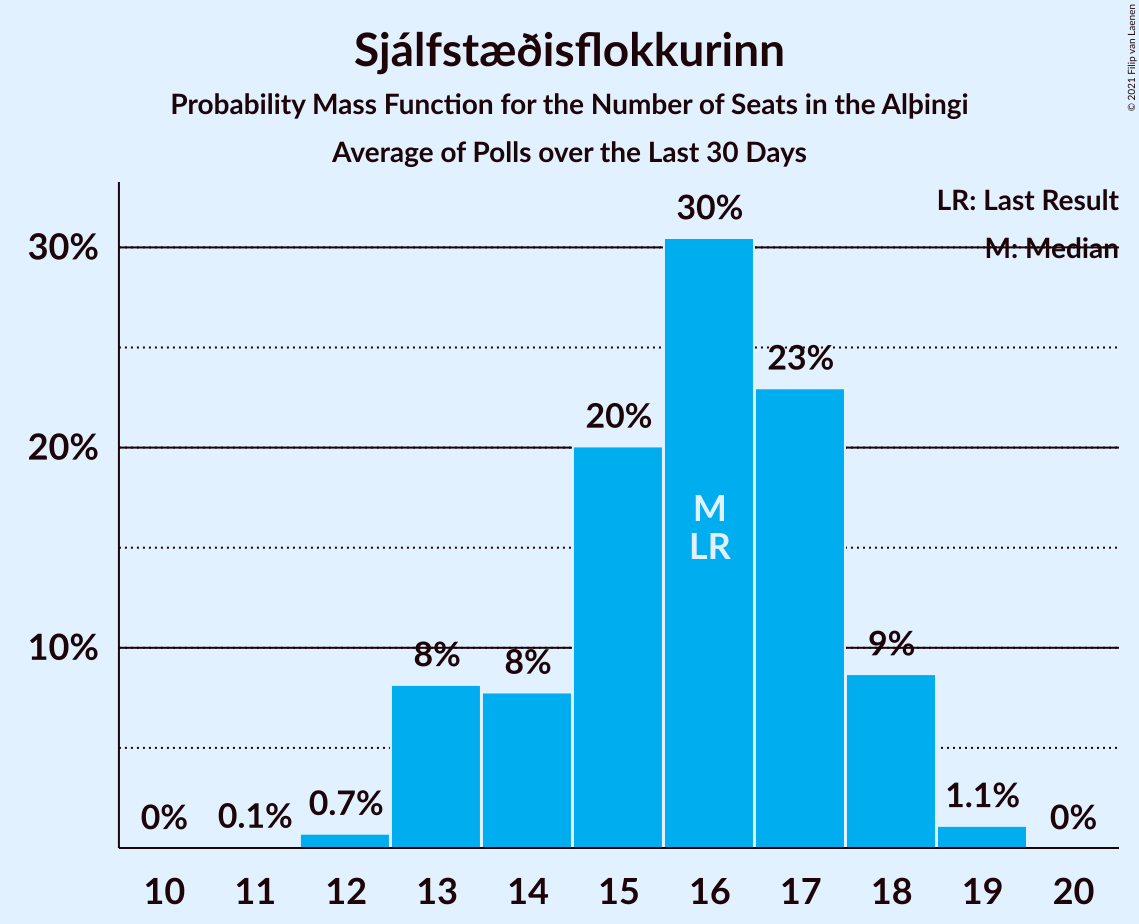 Sjálfstæðisflokkurinn
Probability Mass Function for the Number of Seats in the Alþingi
Average of Polls over the Last 30 Days
© 2021 Filip van Laenen
LR: Last Result
M: Median
30%
20%
10%
0%
0.1%
0.7%
8%
8%
20%
30%
23%
9%
1.1%
0%
M
LR
10 11 12 13 14 15 16 17 18 19 20